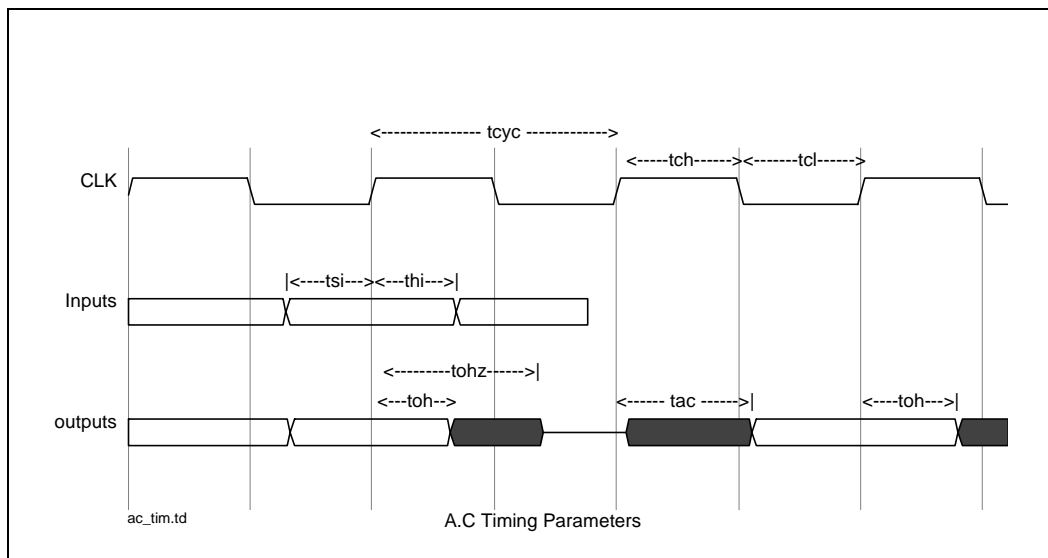 <---------------- tcyc ------------->
<-----tch------> <------tcl------>
CLK
|<----tsi---> <---thi--->|
Inputs
<---------tohz------>|
<---toh---> <------ tac ------>| <----toh---->|
outputs
ac_tim.td A.C Timing Parameters